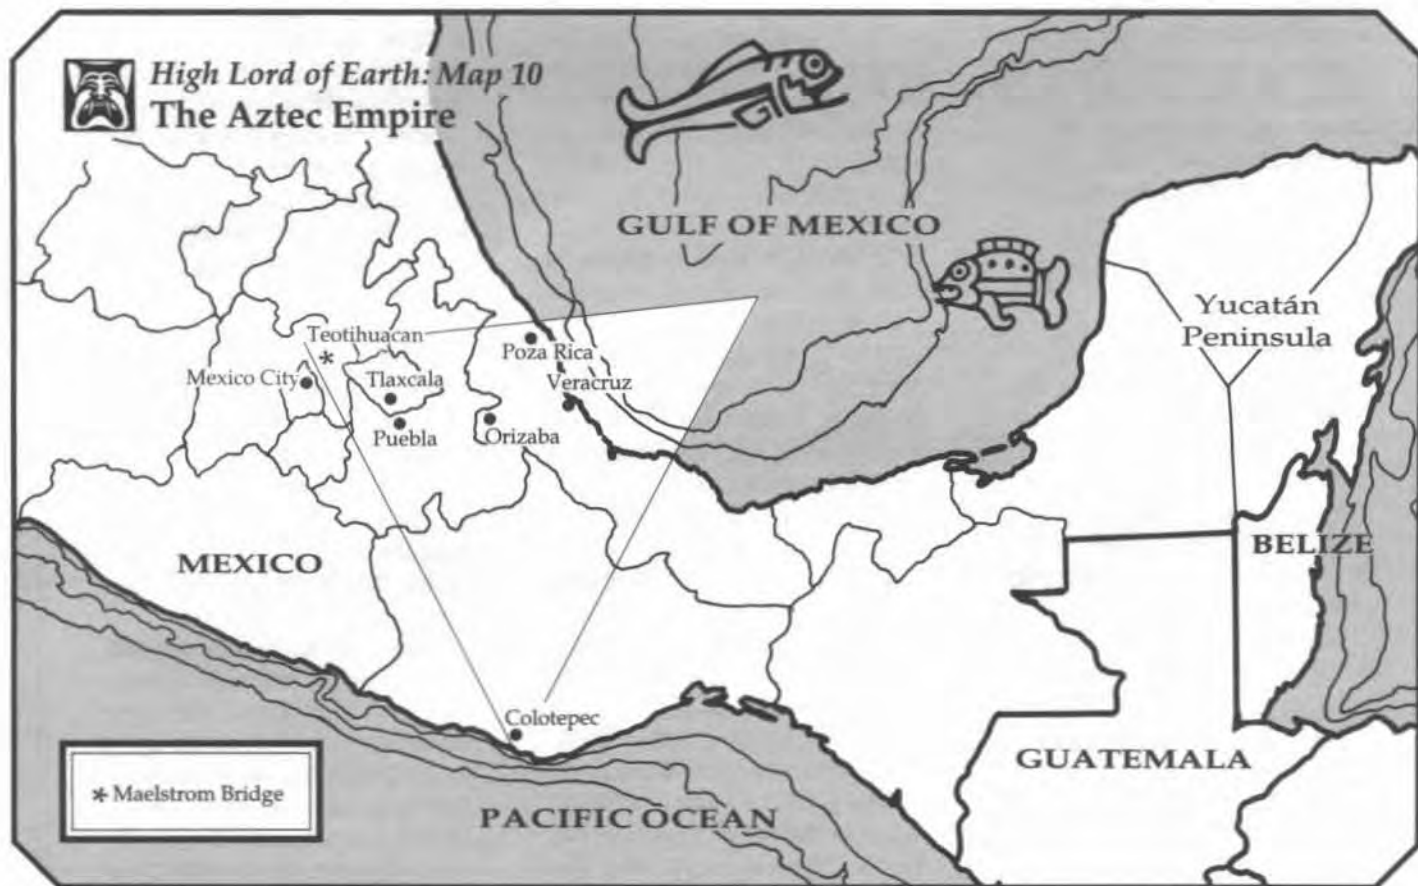 High Lord of Earth: Map 10
The Aztec Empire
GULF OF MEXICO
Yucatán
Peninsula
Teotihuacan
*
Poza Rica
Mexico City
Tlaxcala
Veracruz
Puebla
Orizaba
MEXICO
BELIZE
Colotepec
GUATEMALA
* Maelstrom Bridge
PACIFIC OCEAN